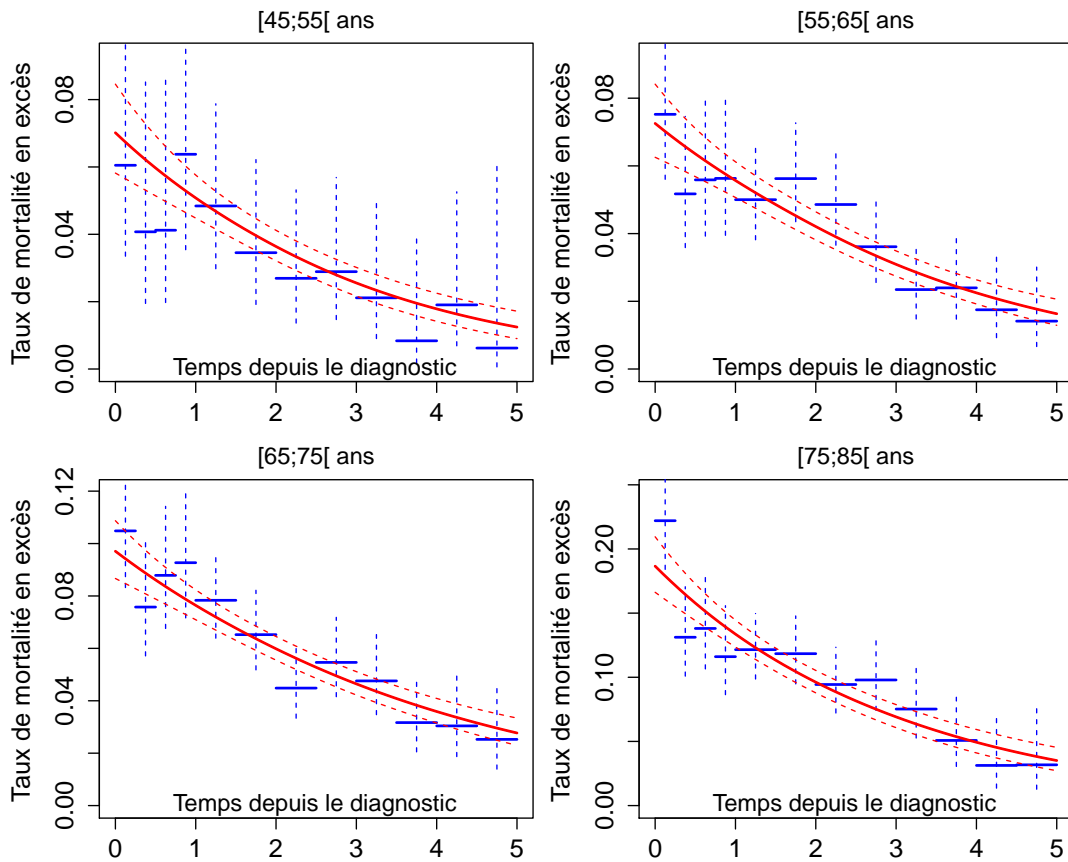 [45;55[ ans
Taux de mortalité en excès
0.00 0.04 0.08
Temps depuis le diagnostic
0 1 2 3 4 5
[55;65[ ans
Taux de mortalité en excès
0.00 0.04 0.08
Temps depuis le diagnostic
0 1 2 3 4 5
[65;75[ ans
Taux de mortalité en excès
0.00 0.04 0.08 0.12
Temps depuis le diagnostic
0 1 2 3 4 5
[75;85[ ans
Taux de mortalité en excès
0.00 0.10 0.20
Temps depuis le diagnostic
0 1 2 3 4 5